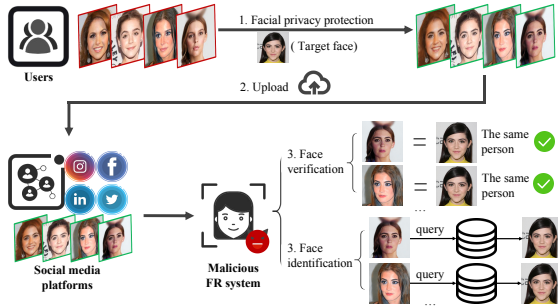 1. Facial privacy protection
( Target face)
Users
2. Upload
3. Face
verification
=
The same
person
=
The same
person
...
Social media
platforms
Malicious
FR system
3. Face
identification
query
query
...